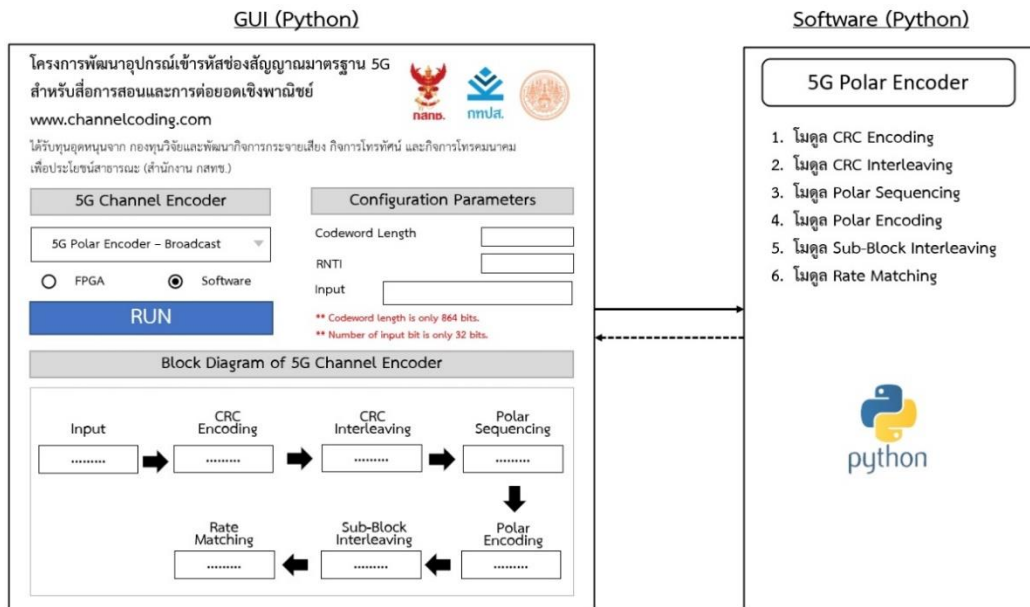 GUI (Python)
โครงการพัฒนาอุปกรณ์เข้ารหัสช่องสัญญาณมาตรฐาน 5G
สำหรับสื่อการสอนและการต่อยอดเชิงพาณิชย์
www.channelcoding.com
กสทช.
กทปส.
ได้รับทุนอุดหนุนจาก กองทุนวิจัยและพัฒนากิจการกระจายเสียง กิจการโทรทัศน์ และกิจการโทรคมนาคม
เพื่อประโยชน์สาธารณะ (สำนักงาน กสทช.)
5G Channel Encoder
5G Polar Encoder – Broadcast
FPGA
Software
RUN
Configuration Parameters
Codeword Length
RNTI
Input
** Codeword length is only 864 bits.
** Number of input bit is only 32 bits.
Block Diagram of 5G Channel Encoder
Input
.........
CRC
Encoding
.........
CRC
Interleaving
.........
Polar
Sequencing
.........
Polar
Encoding
.........
Sub-Block
Interleaving
.........
Rate
Matching
.........
Software (Python)
5G Polar Encoder
1. โมดูล CRC Encoding
2. โมดูล CRC Interleaving
3. โมดูล Polar Sequencing
4. โมดูล Polar Encoding
5. โมดูล Sub-Block Interleaving
6. โมดูล Rate Matching
python